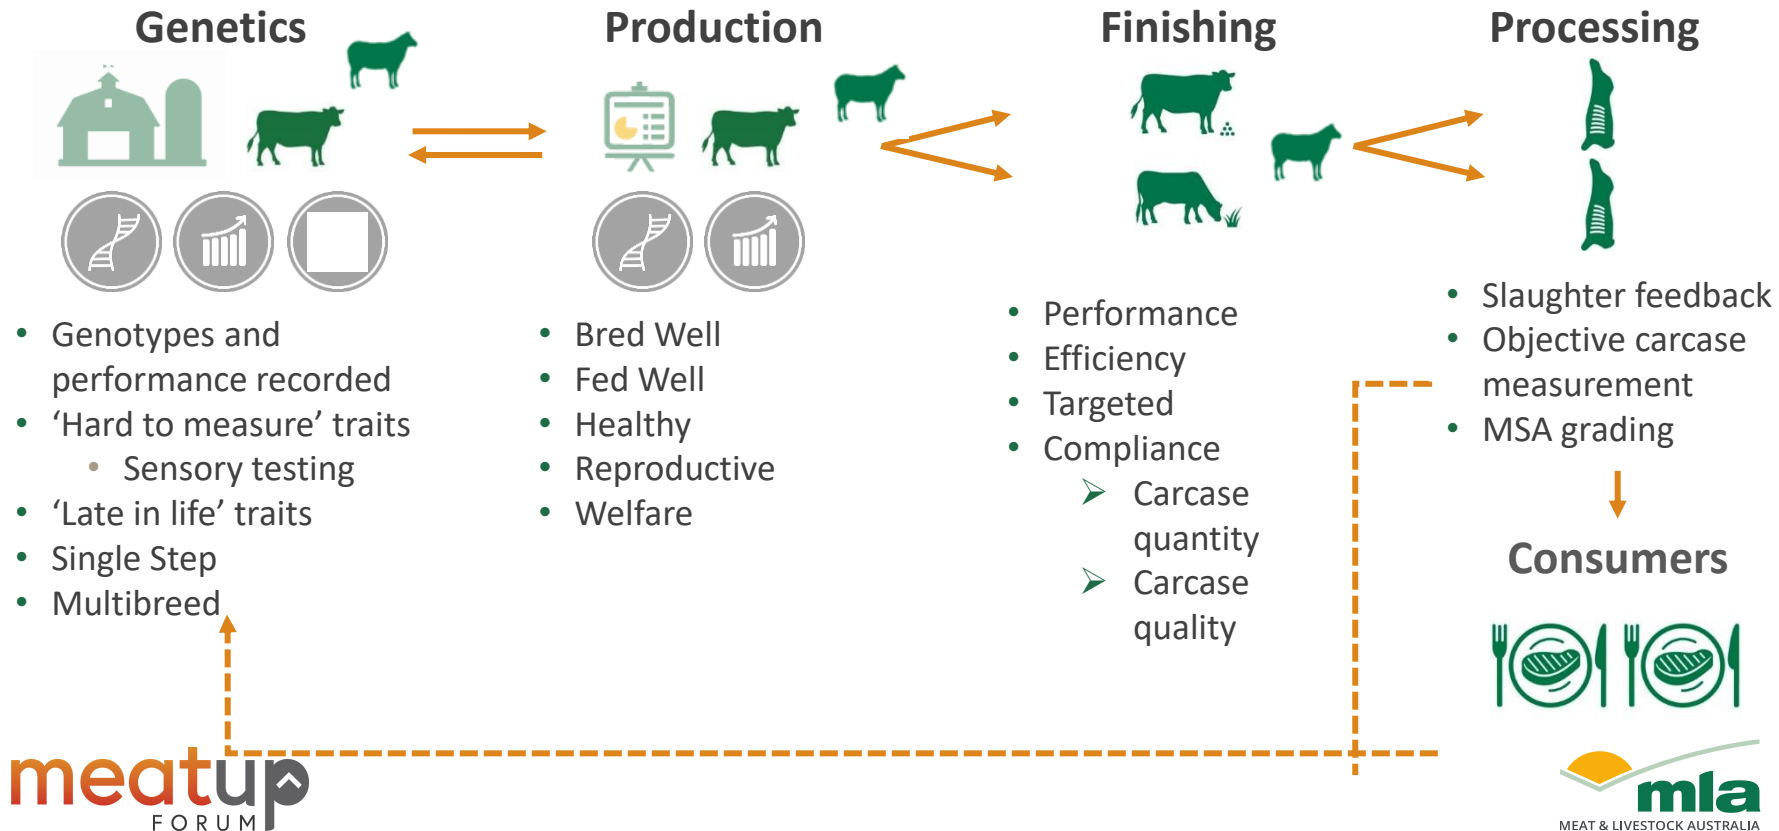 Genetics
Genotypes and
performance recorded
‘Hard to measure’ traits
Sensory testing
‘Late in life’ traits
Single Step
Multibreed
Production
Bred Well
Fed Well
Healthy
Reproductive
Welfare
Finishing
Performance
Efficiency
Targeted
Compliance
Carcase
quantity
Carcase
quality
Processing
Slaughter feedback
Objective carcase
measurement
MSA grading
Consumers
meatup
FORUM
mla
MEAT & LIVESTOCK AUSTRALIA